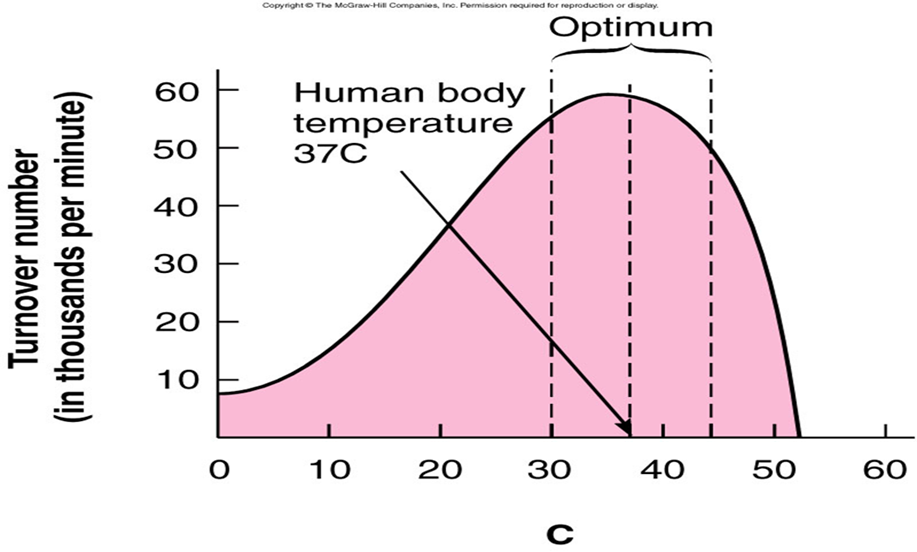 Copyright © The McGraw-Hill Companies, Inc. Permission required for reproduction or display.
Optimum
Human body
temperature
37C
Turnover number
(in thousands per minute)
60
50
40
30
20
10
0 10 20 30 40 50 60
C